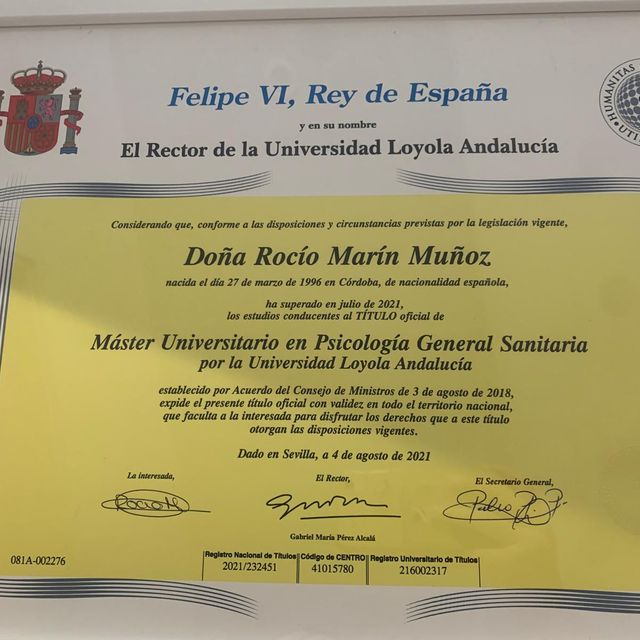 Felipe VI, Rey de España
y en su nombre
El Rector de la Universidad Loyola Andalucía
HUMANITAS
UTI
Considerando que, conforme a las disposiciones y circunstancias previstas por la legislación vigente,
Doña Rocío Marín Muñoz
nacida el día 27 de marzo de 1996 en Córdoba, de nacionalidad española,
ha superado en julio de 2021,
los estudios conducentes al TÍTULO oficial de
Máster Universitario en Psicología General Sanitaria
por la Universidad Loyola Andalucía
establecido por Acuerdo del Consejo de Ministros de 3 de agosto de 2018,
expide el presente título oficial con validez en todo el territorio nacional,
que faculta a la interesada para disfrutar los derechos que a este título
otorgan las disposiciones vigentes.
Dado en Sevilla, a 4 de agosto de 2021
La interesada, El Rector, El Secretario General,
Gabriel María Pérez Alcalá
Registro Nacional de Títulos Código de CENTRO Registro Universitario de Títulos
081A-002276 2021/232451 41015780 216002317